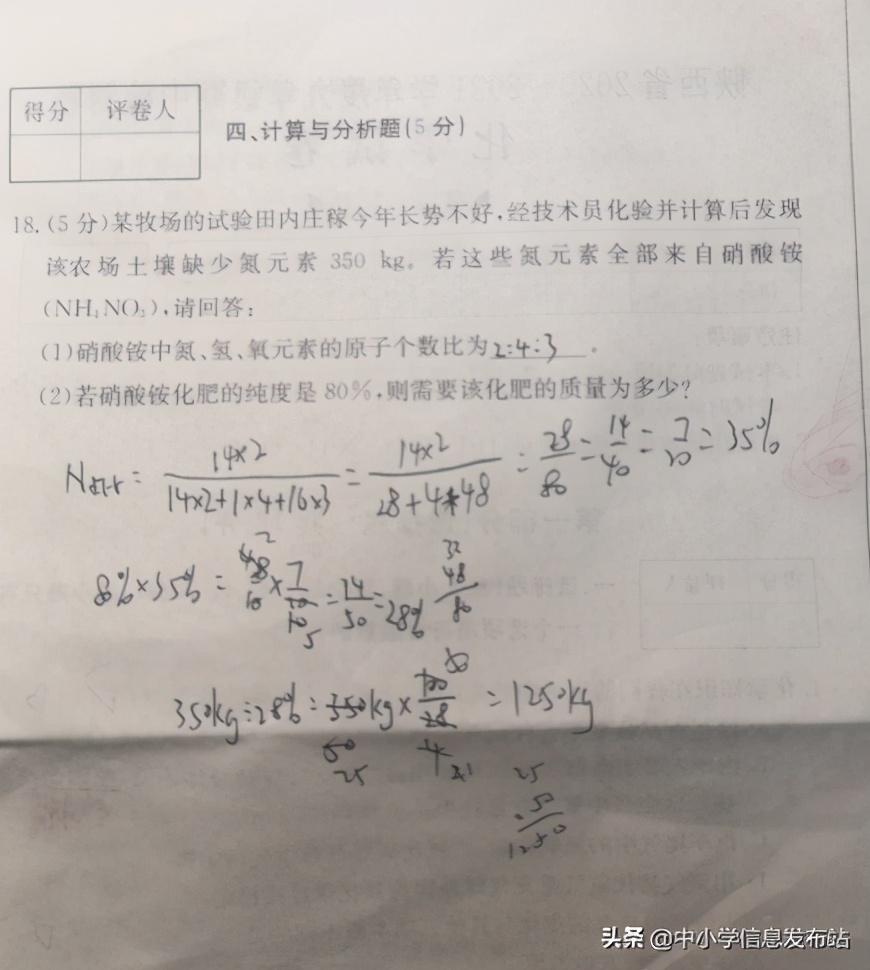 得分 评卷人
四、计算与分析题(5分)
18.(5分)某牧场的试验田内庄稼今年长势不好,经技术员化验并计算后发现
该农场土壤缺少氮元素 350 kg。若这些氮元素全部来自硝酸铵
(NH₄NO₃),请回答:
(1)硝酸铵中氮、氢、氧元素的原子个数比为2:4:3。
(2)若硝酸铵化肥的纯度是80%,则需要该化肥的质量为多少?
14×2/(14×2+1×4+16×3) = 14×2/(28+4+48) = 28/80 = 14/40 = 7/20 = 35%
8%×35% = 14/50 = 28%
350kg÷28% = 350kg× 100/28 = 1250kg
头条 @中小学信息发布站